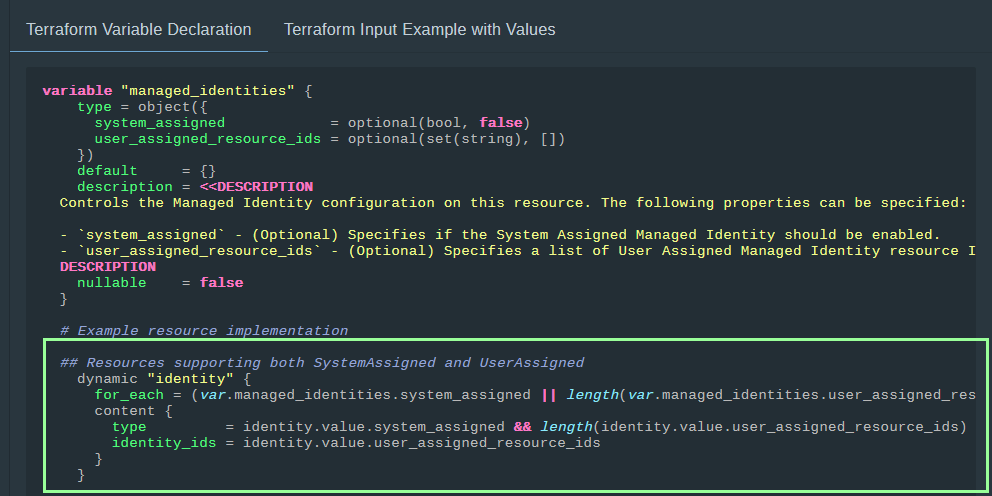 Terraform Variable Declaration Terraform Input Example with Values
variable "managed_identities" {
type = object({
system_assigned = optional(bool, false)
user_assigned_resource_ids = optional(set(string), [])
})
default = {}
description = <<DESCRIPTION
Controls the Managed Identity configuration on this resource. The following properties can be specified:
- `system_assigned` - (Optional) Specifies if the System Assigned Managed Identity should be enabled.
- `user_assigned_resource_ids` - (Optional) Specifies a list of User Assigned Managed Identity resource I
DESCRIPTION
nullable = false
}
# Example resource implementation
## Resources supporting both SystemAssigned and UserAssigned
dynamic "identity" {
for_each = (var.managed_identities.system_assigned || length(var.managed_identities.user_assigned_res
content {
type = identity.value.system_assigned && length(identity.value.user_assigned_resource_ids)
identity_ids = identity.value.user_assigned_resource_ids
}
}